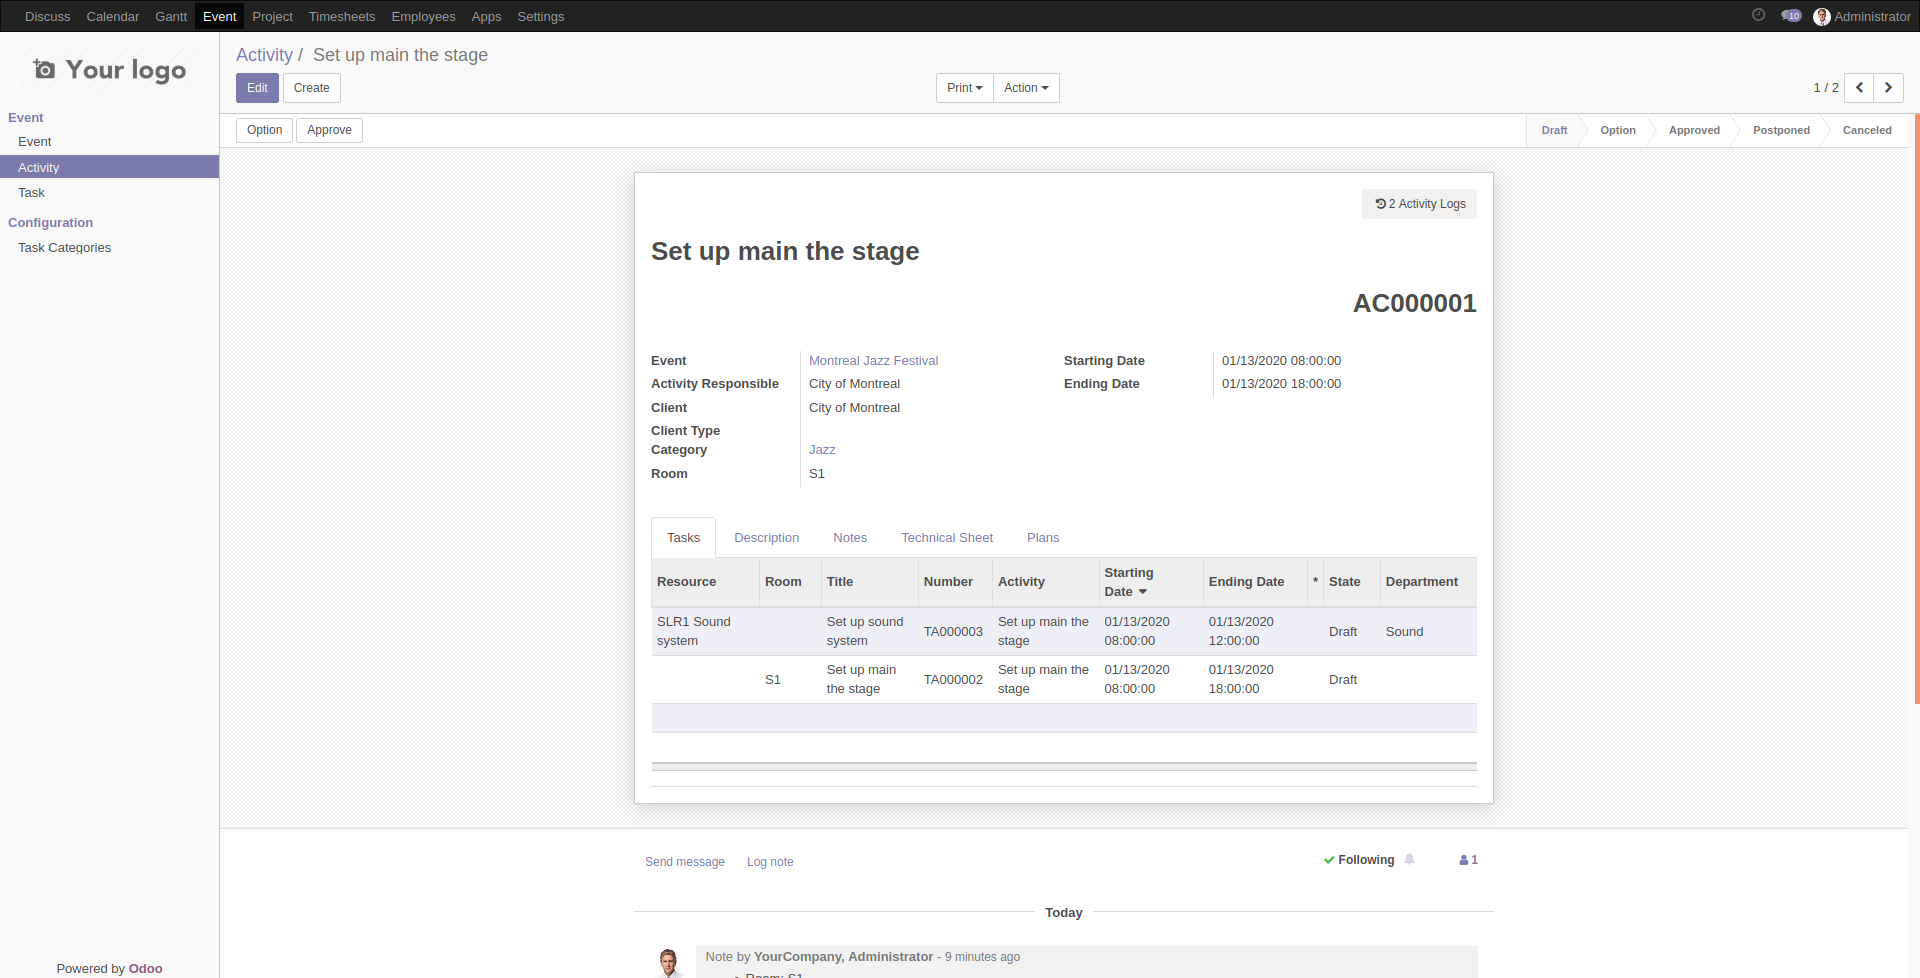 Discuss Calendar Gantt Event Project Timesheets Employees Apps Settings 10 Administrator
Your logo
Activity / Set up main the stage
Edit Create Print Action 1 / 2
Event
Event
Activity
Task
Configuration
Task Categories
Option Approve Draft Option Approved Postponed Canceled
2 Activity Logs
Set up main the stage
AC000001
Event Montreal Jazz Festival Starting Date 01/13/2020 08:00:00
Activity Responsible City of Montreal Ending Date 01/13/2020 18:00:00
Client City of Montreal
Client Type
Category Jazz
Room S1
Tasks Description Notes Technical Sheet Plans
Resource Room Title Number Activity Starting Date Ending Date * State Department
SLR1 Sound system Set up sound system TA000003 Set up main the stage 01/13/2020 08:00:00 01/13/2020 12:00:00 Draft Sound
S1 Set up main the stage TA000002 Set up main the stage 01/13/2020 08:00:00 01/13/2020 18:00:00 Draft
Send message Log note Following 1
Today
Note by YourCompany, Administrator - 9 minutes ago
Room: S1
Powered by Odoo